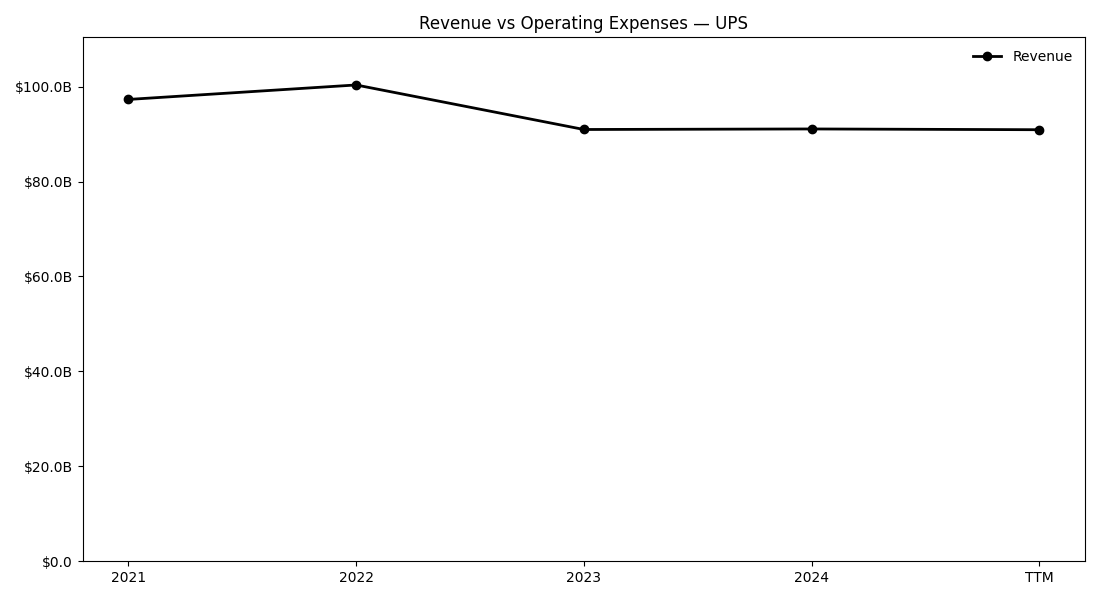 Revenue vs Operating Expenses — UPS
Revenue
$100.0B
$80.0B
$60.0B
$40.0B
$20.0B
$0.0
2021 2022 2023 2024 TTM